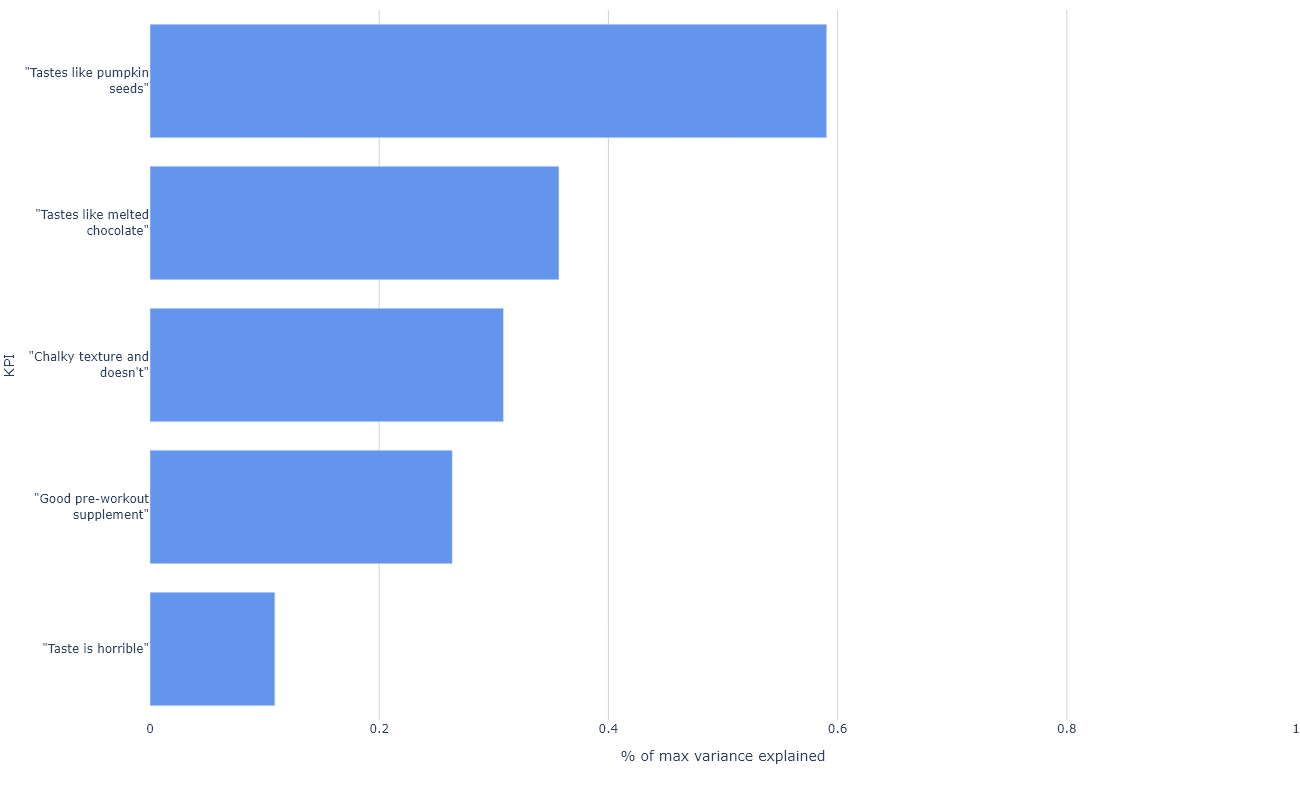 "Tastes like pumpkin
seeds"
"Tastes like melted
chocolate"
"Chalky texture and
doesn't"
"Good pre-workout
supplement"
"Taste is horrible"
KPI
0 0.2 0.4 0.6 0.8 1
% of max variance explained